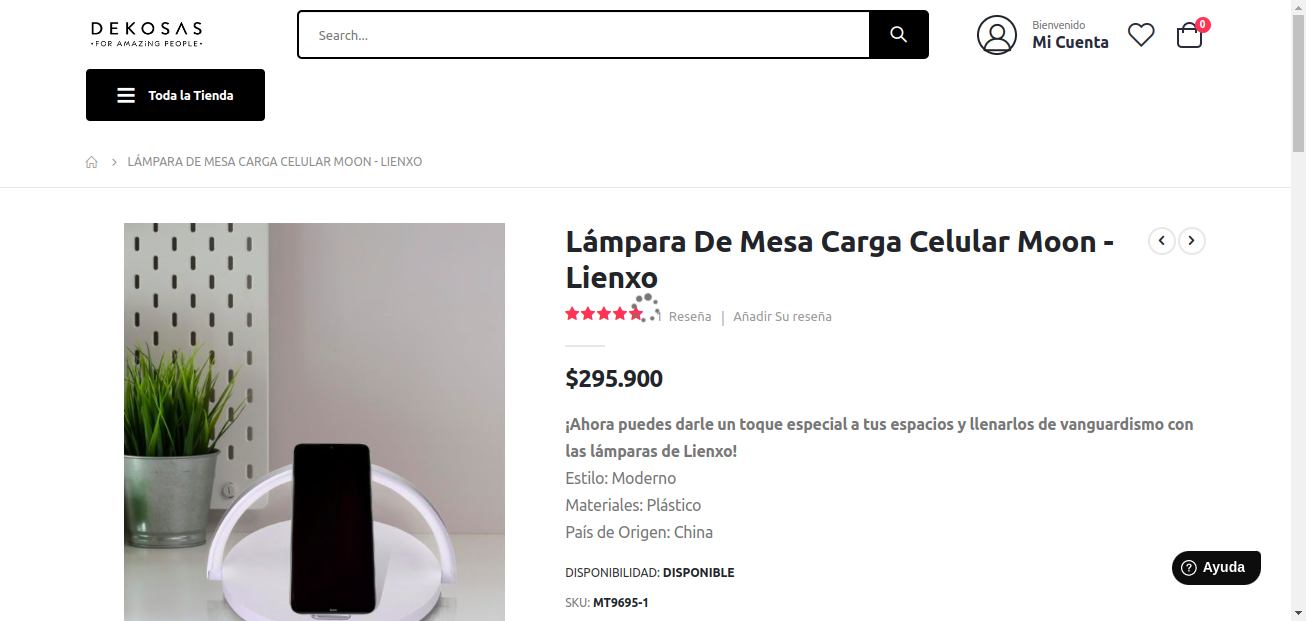 DEKOSAS
•FOR AMAZiNG PEOPLE•
Search...
Bienvenido
Mi Cuenta
0
Toda la Tienda
LÁMPARA DE MESA CARGA CELULAR MOON - LIENXO
Lámpara De Mesa Carga Celular Moon -
Lienxo
1 Reseña | Añadir Su reseña
$295.900
¡Ahora puedes darle un toque especial a tus espacios y llenarlos de vanguardismo con
las lámparas de Lienxo!
Estilo: Moderno
Materiales: Plástico
País de Origen: China
DISPONIBILIDAD: DISPONIBLE
SKU: MT9695-1
? Ayuda